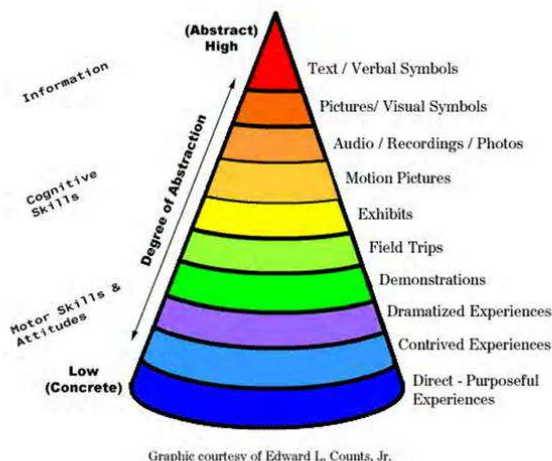 (Abstract)
High
Information
Text / Verbal Symbols
Pictures/ Visual Symbols
Audio / Recordings / Photos
Motion Pictures
Cognitive
Skills
Degree of Abstraction
Exhibits
Field Trips
Demonstrations
Motor Skills &
Attitudes
Dramatized Experiences
Contrived Experiences
Low
(Concrete)
Direct - Purposeful
Experiences
Graphic courtesy of Edward L. Counts, Jr.